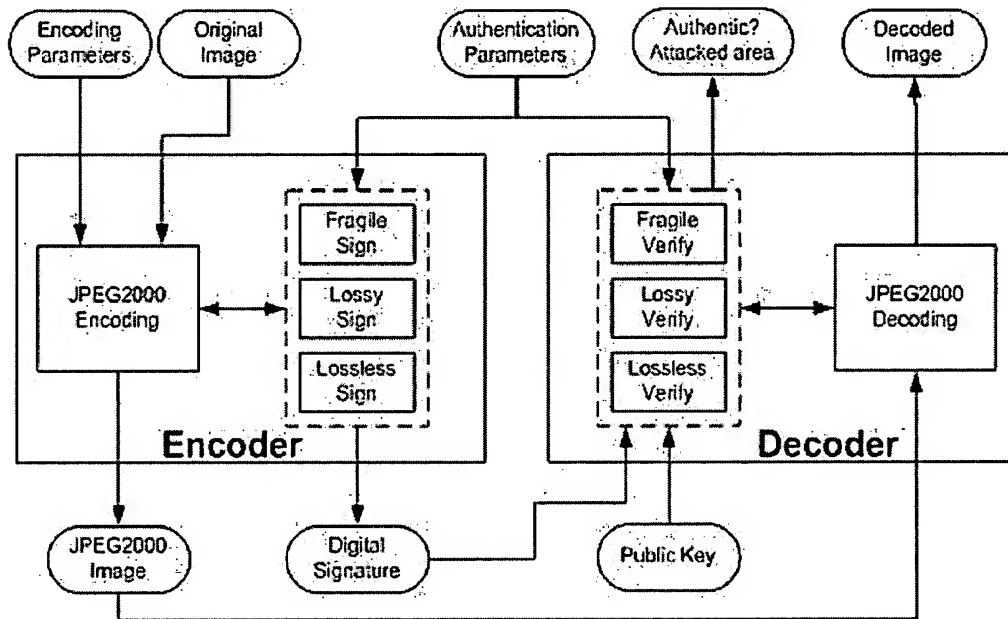 Encoding
Parameters
Original
Image
Authentication
Parameters
Authentic?
Attacked area
Decoded
Image
JPEG2000
Encoding
Fragile
Sign
Lossy
Sign
Lossless
Sign
Encoder
Fragile
Verify
Lossy
Verify
Lossless
Verify
JPEG2000
Decoding
Decoder
JPEG2000
Image
Digital
Signature
Public Key